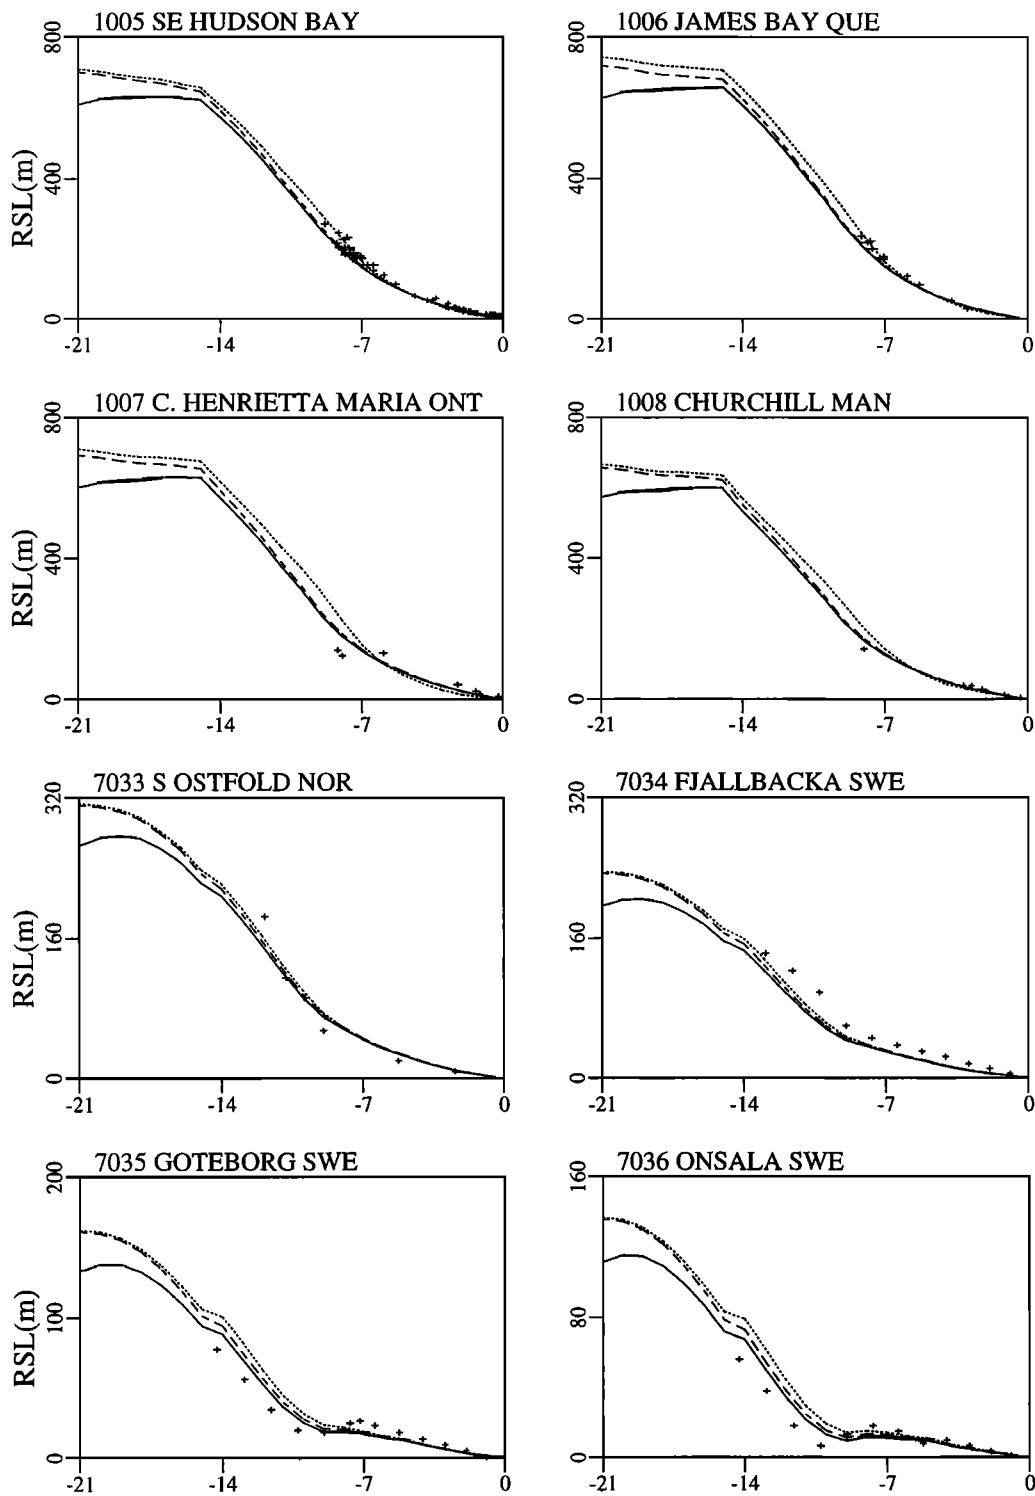 1005 SE HUDSON BAY
1006 JAMES BAY QUE
800
400
0
RSL(m)
-21 -14 -7 0
800
400
0
-21 -14 -7 0
1007 C. HENRIETTA MARIA ONT
1008 CHURCHILL MAN
800
400
0
RSL(m)
-21 -14 -7 0
800
400
0
-21 -14 -7 0
7033 S OSTFOLD NOR
7034 FJALLBACKA SWE
320
160
0
RSL(m)
-21 -14 -7 0
320
160
0
-21 -14 -7 0
7035 GOTEBORG SWE
7036 ONSALA SWE
200
100
0
RSL(m)
-21 -14 -7 0
160
80
0
-21 -14 -7 0